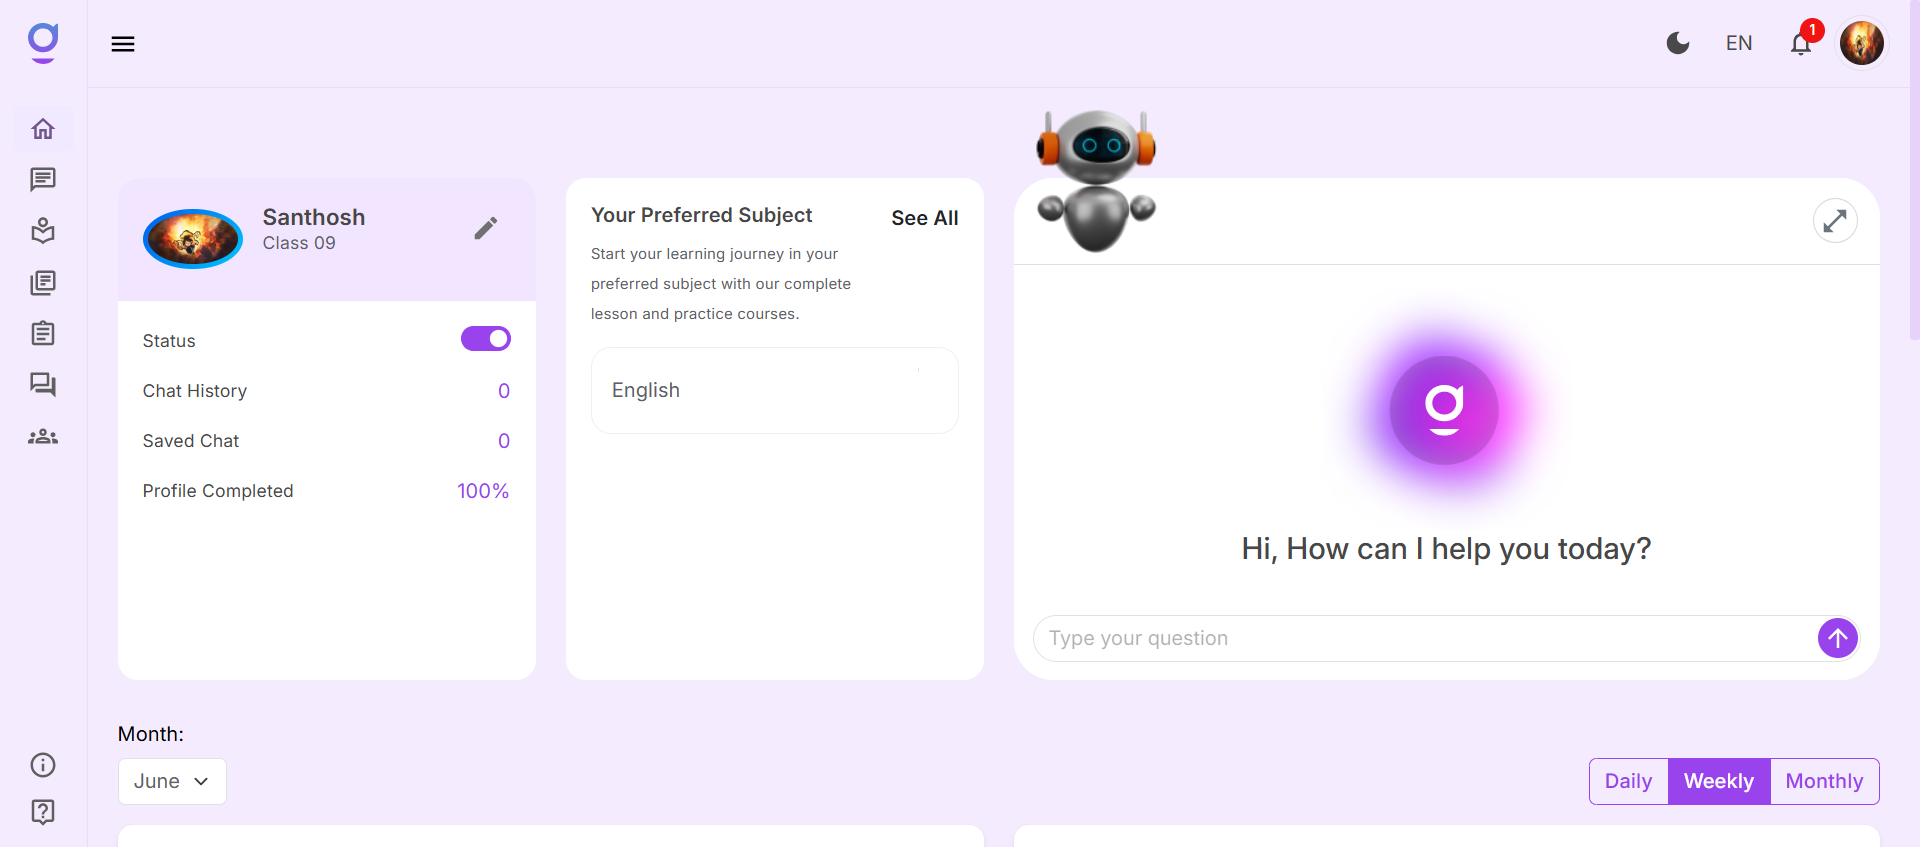 EN
1
Santhosh
Class 09
Status
Chat History 0
Saved Chat 0
Profile Completed 100%
Your Preferred Subject
See All
Start your learning journey in your
preferred subject with our complete
lesson and practice courses.
English
Hi, How can I help you today?
Type your question
Month:
June
Daily Weekly Monthly